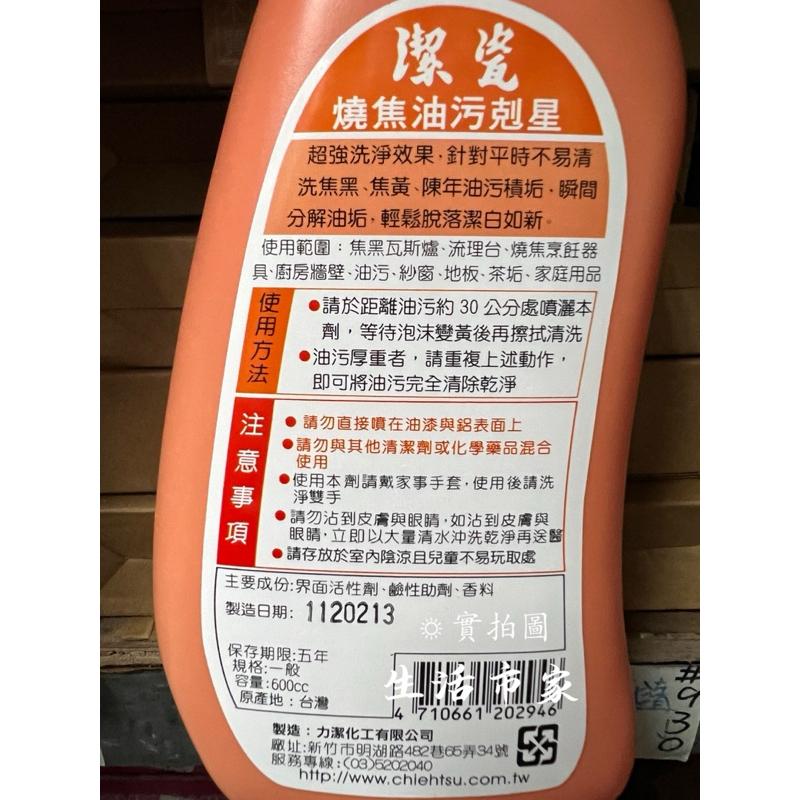 潔瓷
燒焦油污剋星
超強洗淨效果，針對平時不易清
洗焦黑、焦黃、陳年油污積垢，瞬間
分解油垢，輕鬆脫落潔白如新。
使用範圍：焦黑瓦斯爐、流理台、燒焦烹飪器
具、廚房牆壁、油污、紗窗、地板、茶垢、家庭用品
使用方法
●請於距離油污約30公分處噴灑本
劑，等待泡沫變黃後再擦拭清洗
●油污厚重者，請重複上述動作，
即可將油污完全清除乾淨
注意事項
●請勿直接噴在油漆與鋁表面上
●請勿與其他清潔劑或化學藥品混合
使用
●使用本劑請戴家事手套，使用後請洗
淨雙手
●請勿沾到皮膚與眼睛，如沾到皮膚與
眼睛，立即以大量清水沖洗乾淨再送醫
●請存放於室內陰涼且兒童不易玩取處
主要成份:界面活性劑、鹼性助劑、香料
製造日期: 1120213
實拍圖
保存期限:五年
規格:一般
容量:600cc
原產地:台灣
生活市家
4 710661 202946
製造：力潔化工有限公司
廠址:新竹市明湖路482巷65弄34號
服務專線:(03)5202040
http://www.chiehtsu.com.tw